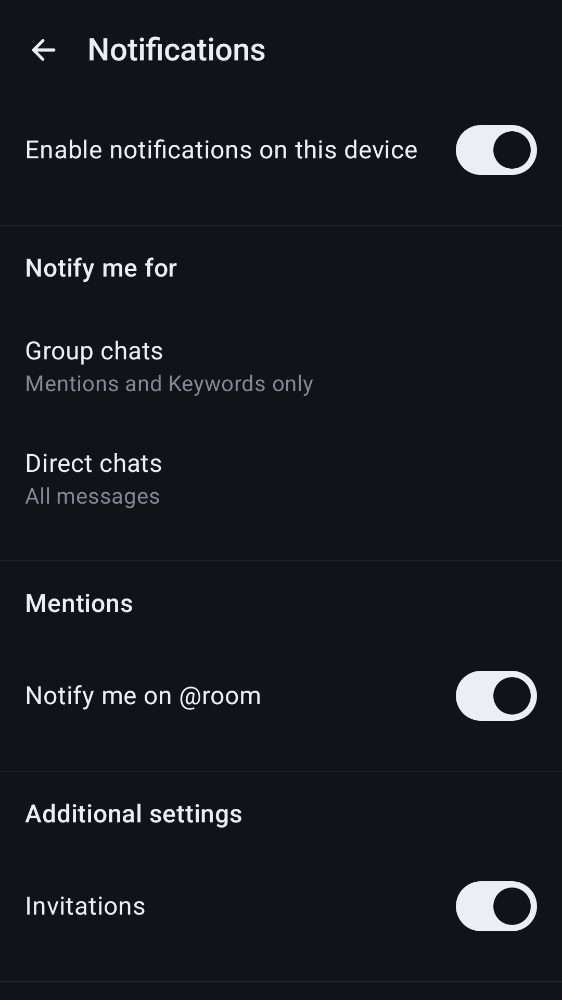 Notifications
Enable notifications on this device
Notify me for
Group chats
Mentions and Keywords only
Direct chats
All messages
Mentions
Notify me on @room
Additional settings
Invitations